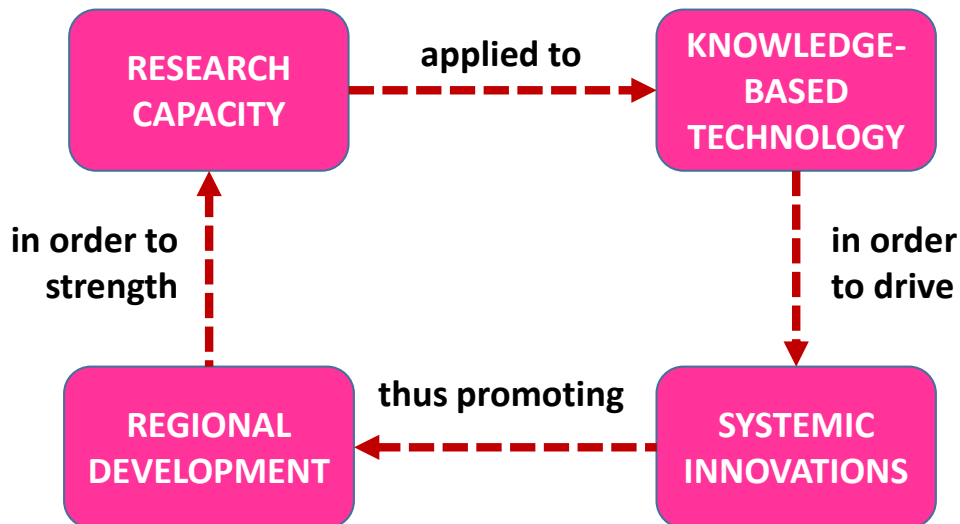 RESEARCH
CAPACITY
applied to
KNOWLEDGE-
BASED
TECHNOLOGY
in order
to drive
SYSTEMIC
INNOVATIONS
thus promoting
REGIONAL
DEVELOPMENT
in order to
strength